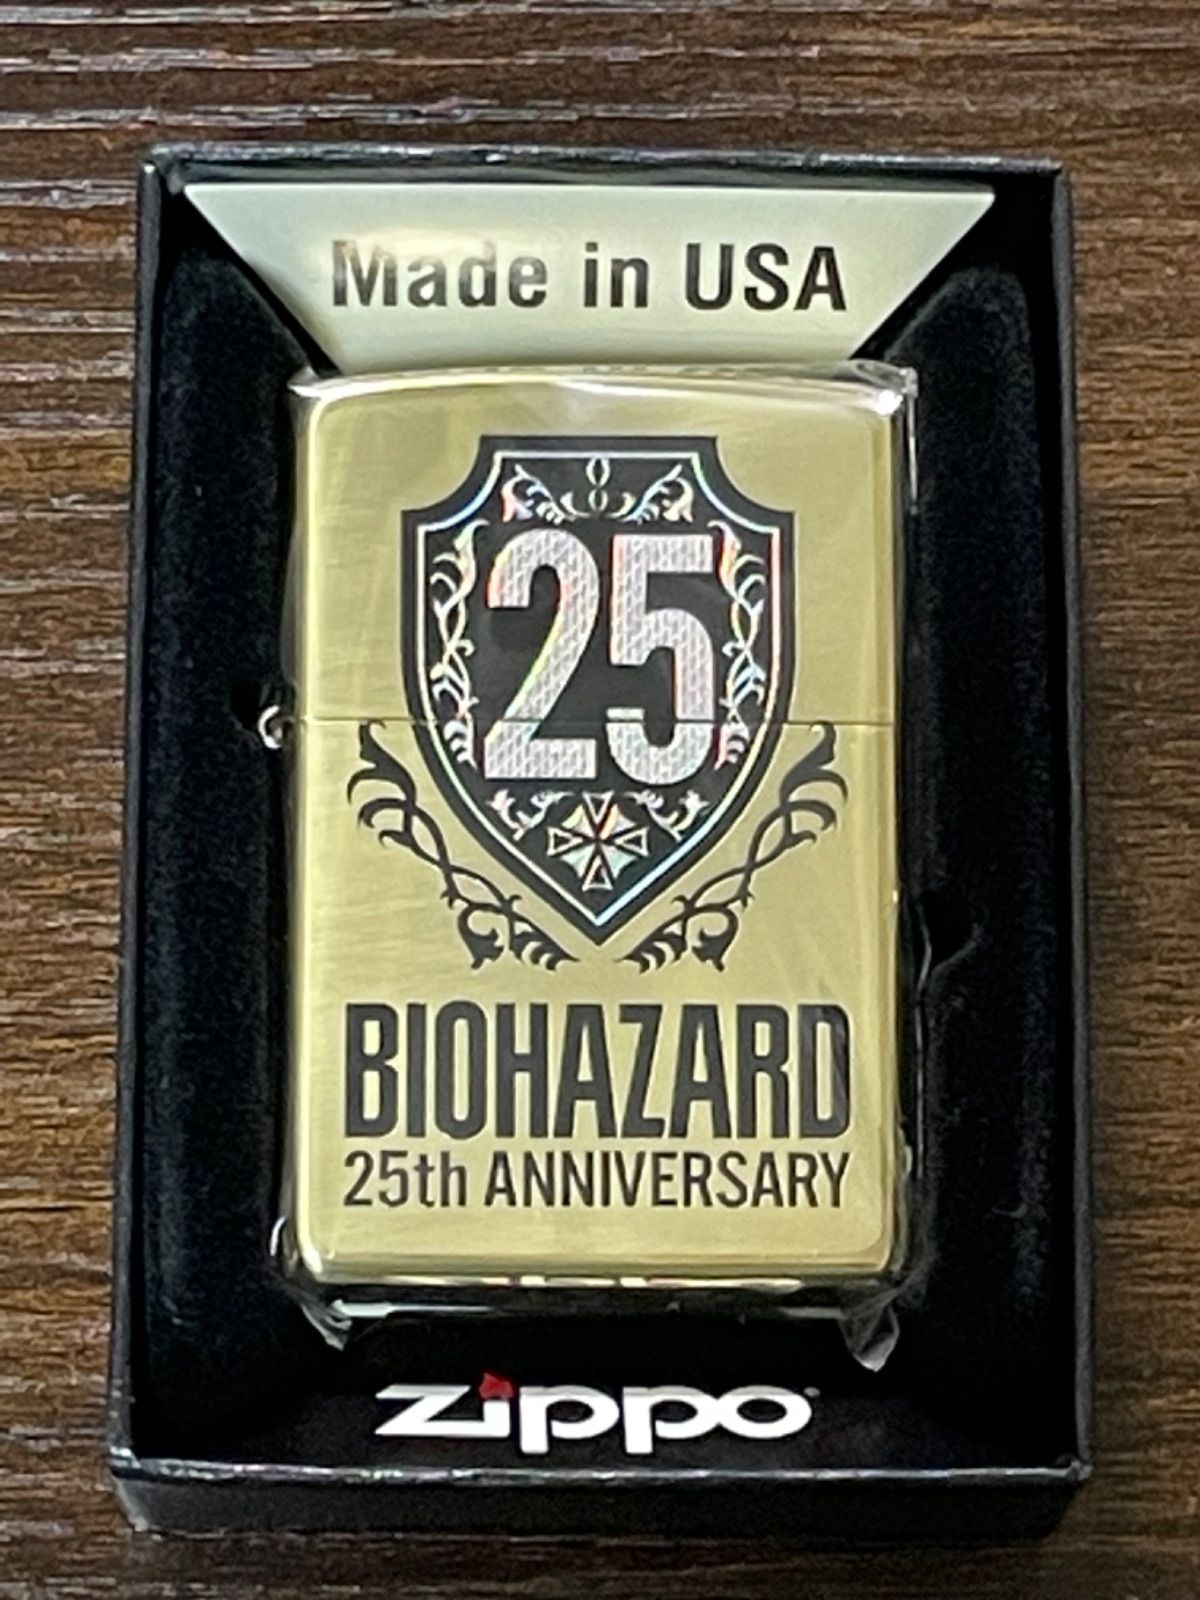 Made in USA
25
BIOHAZARD
25th ANNIVERSARY
zippo